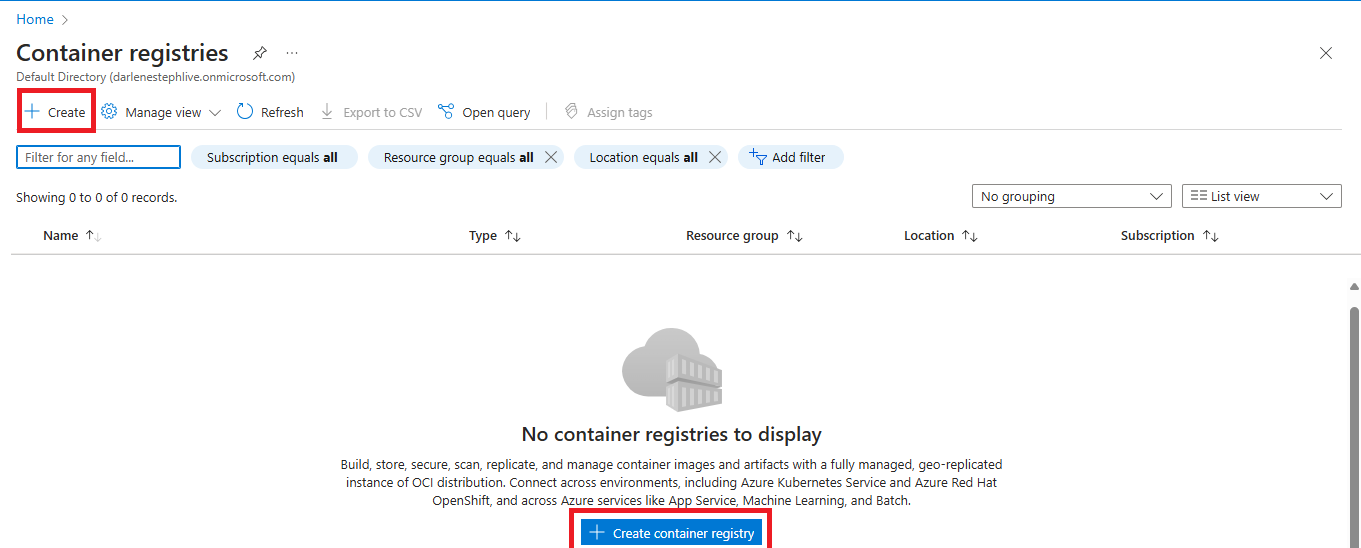 Home
Container registries
Default Directory (darlenestephlive.onmicrosoft.com)
Create Manage view Refresh Export to CSV Open query Assign tags
Filter for any field... Subscription equals all Resource group equals all Location equals all Add filter
Showing 0 to 0 of 0 records. No grouping List view
Name Type Resource group Location Subscription
No container registries to display
Build, store, secure, scan, replicate, and manage container images and artifacts with a fully managed, geo-replicated
instance of OCI distribution. Connect across environments, including Azure Kubernetes Service and Azure Red Hat
OpenShift, and across Azure services like App Service, Machine Learning, and Batch.
Create container registry